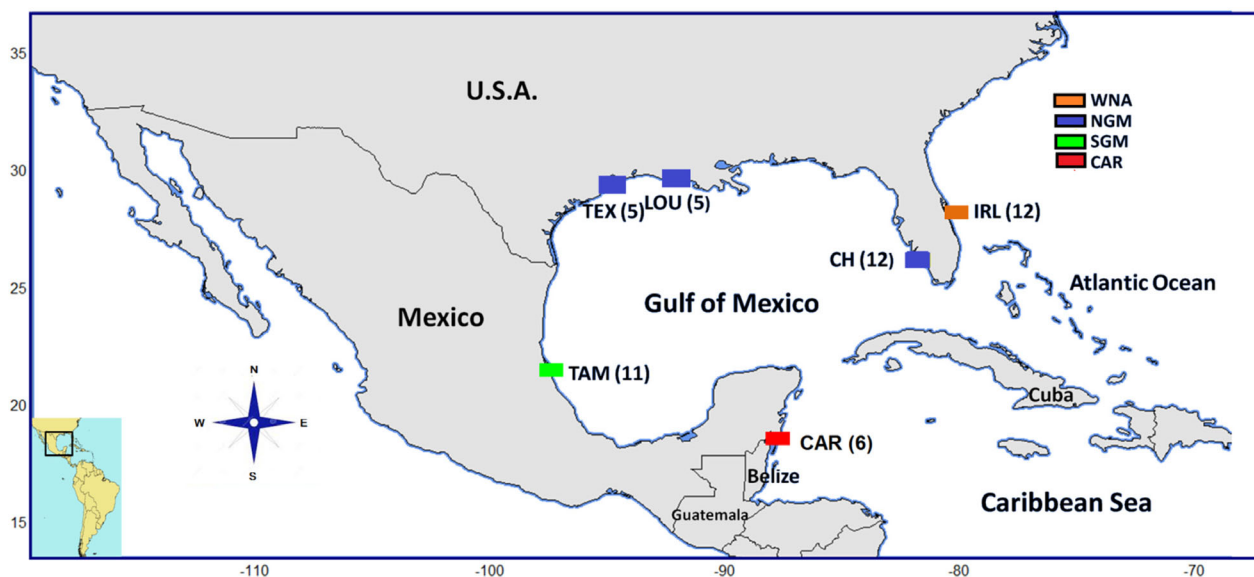 35
U.S.A.
WNA
NGM
SGM
CAR
30
TEX (5)
LOU (5)
IRL (12)
CH (12)
25
Atlantic Ocean
Gulf of Mexico
Mexico
N
W
E
S
TAM (11)
20
Cuba
CAR (6)
Belize
Caribbean Sea
Guatemala
15
-110
-100
-90
-80
-70